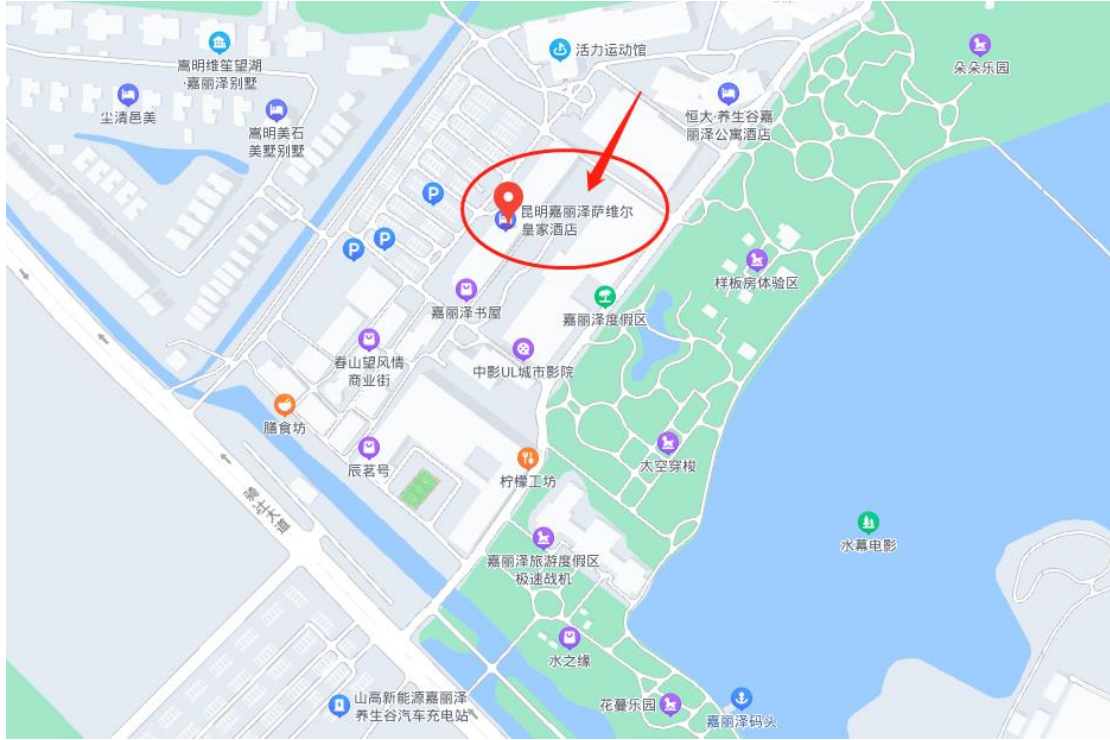 活力运动馆
朵朵乐园
嵩明维笙望湖
·嘉丽泽别墅
尘清邑美
嵩明美石
美墅别墅
恒大·养生谷嘉
丽泽公寓酒店
P
昆明嘉丽泽萨维尔
皇家酒店
P
P
样板房体验区
嘉丽泽书屋
嘉丽泽度假区
春山望风情
商业街
中影UL城市影院
膳食坊
辰茗号
柠檬工坊
太空穿梭
嘉丽泽旅游度假区
极速战机
水幕电影
水之缘
山高新能源嘉丽泽
养生谷汽车充电站
花蔓乐园
嘉丽泽码头